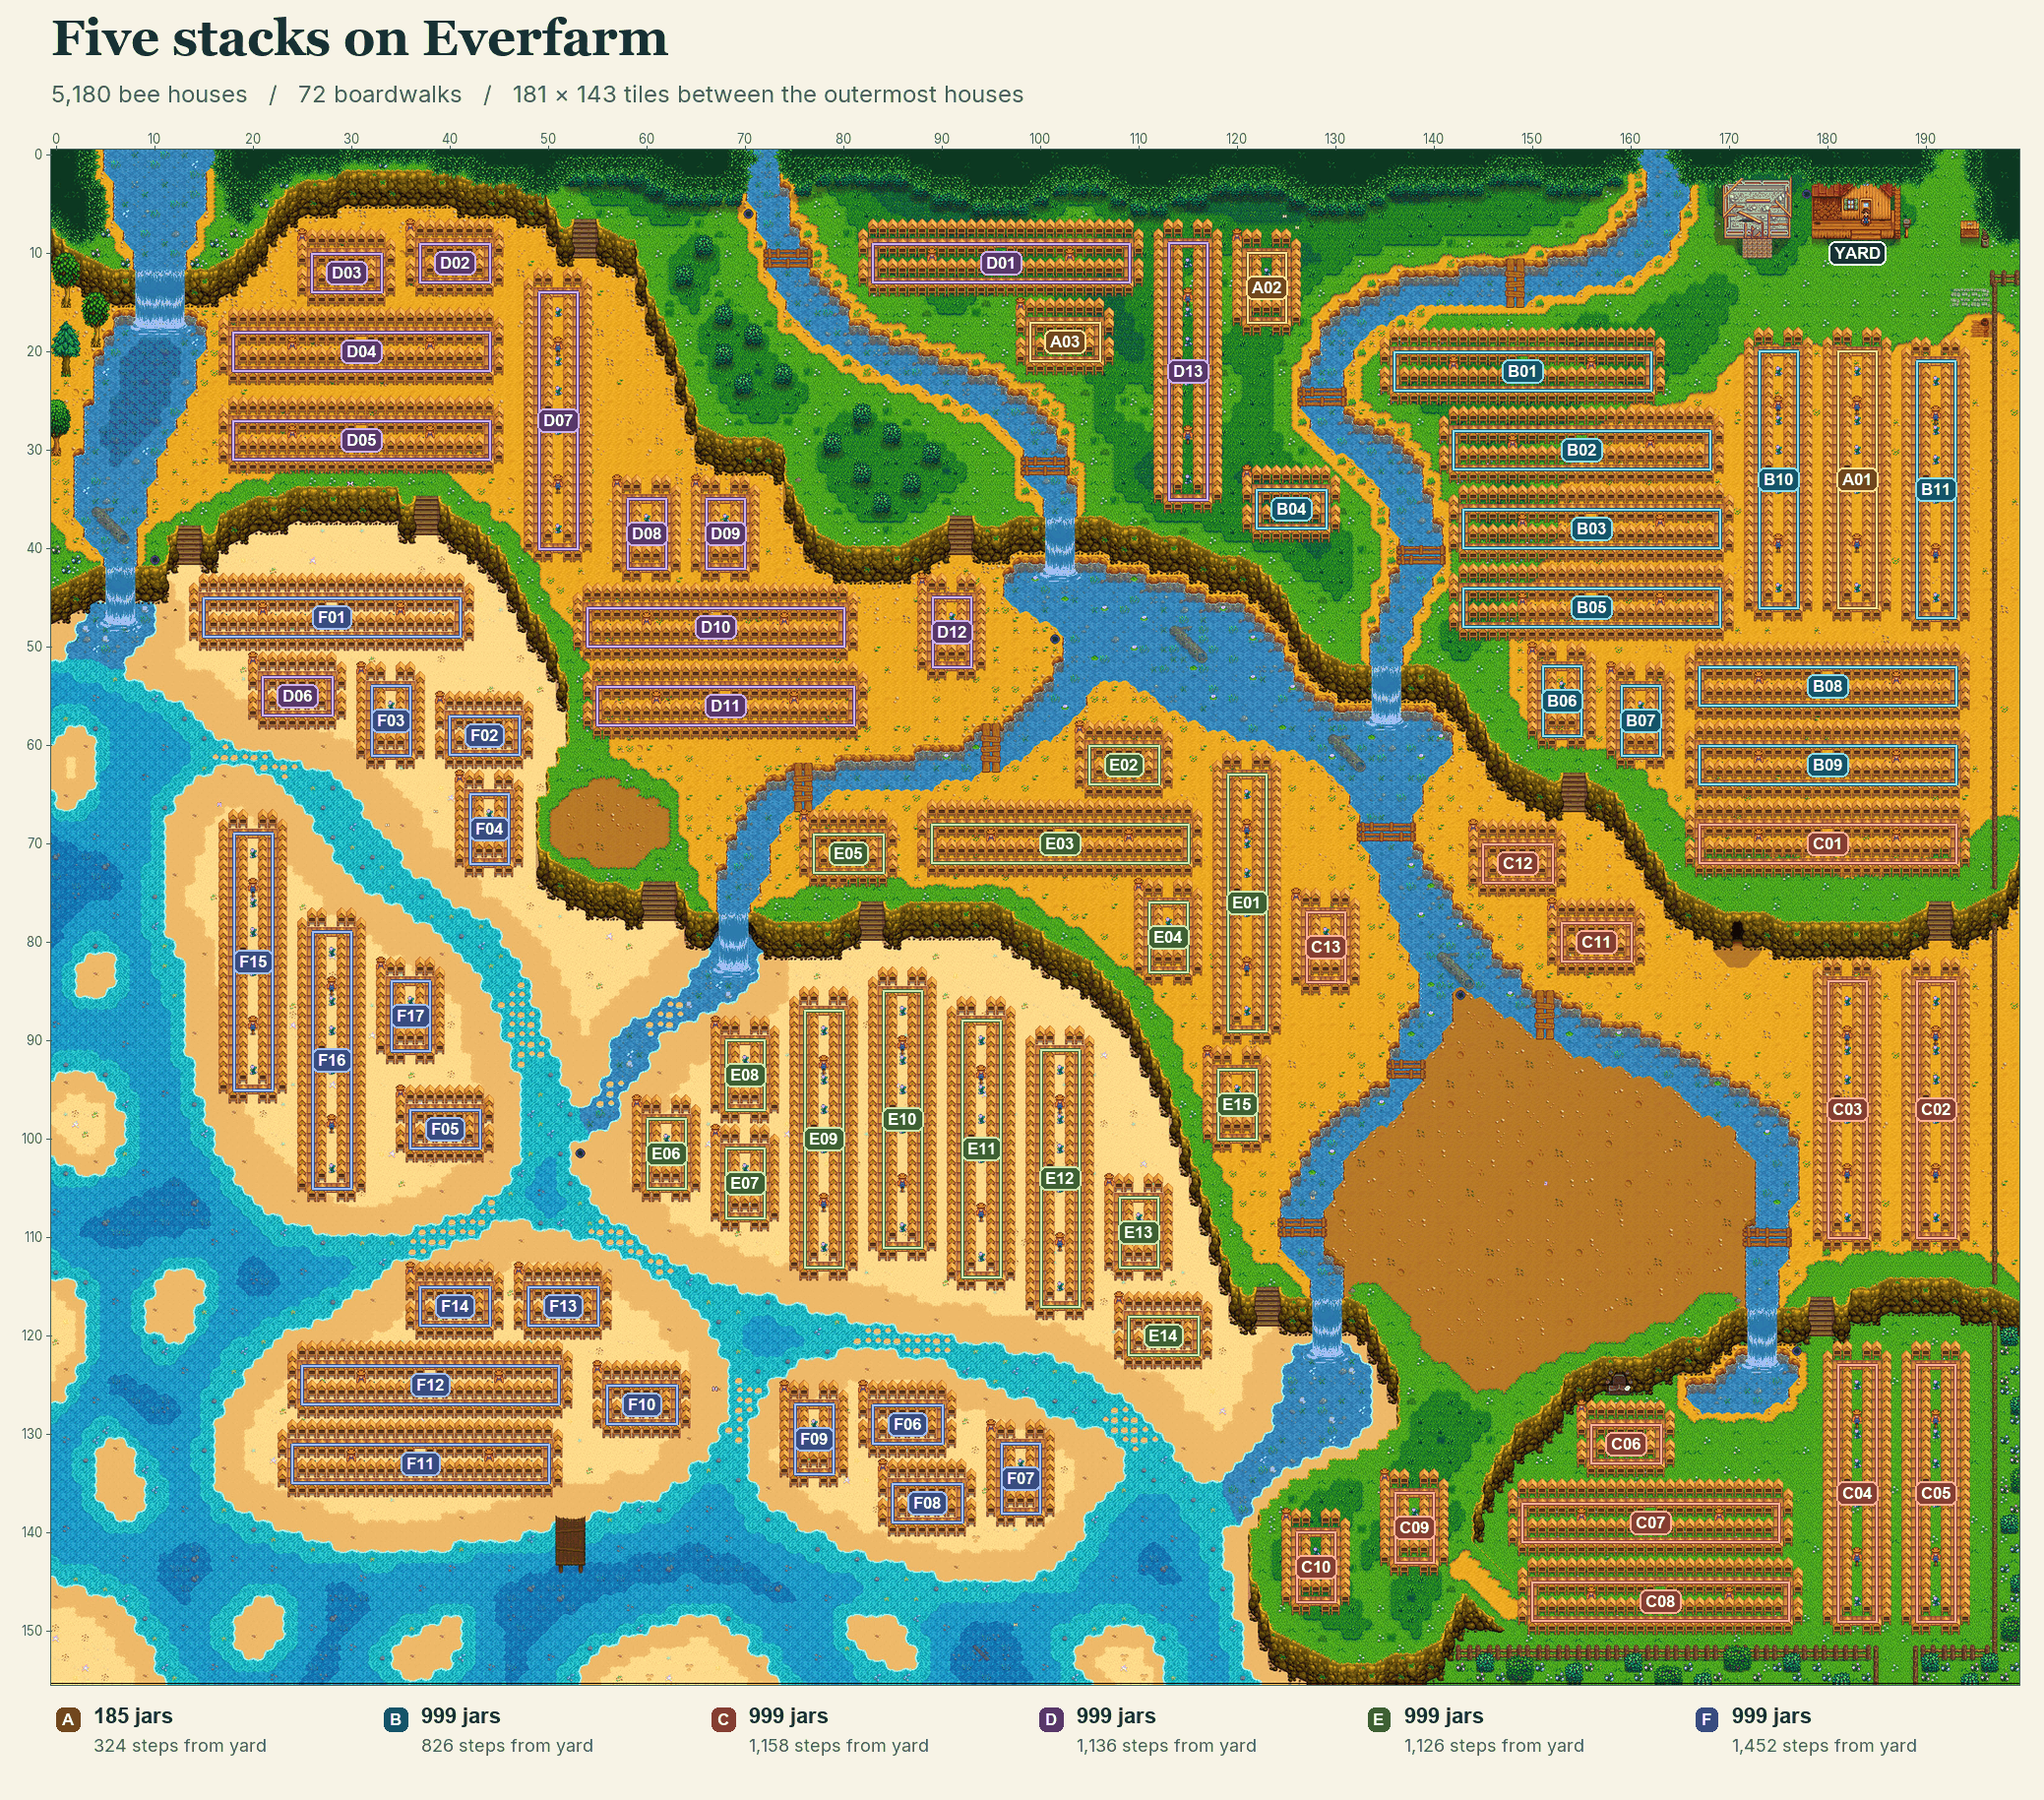 Five stacks on Everfarm
5,180 bee houses / 72 boardwalks / 181 × 143 tiles between the outermost houses
0 10 20 30 40 50 60 70 80 90 100 110 120 130 140 150 160 170 180 190
0
10
20
30
40
50
60
70
80
90
100
110
120
130
140
150
YARD
D03 D02 D01 A02
A03
D04 D13 B01
D05 D07 B02 B10 A01 B11
D08 D09 B04 B03
F01 D10 D12 B05
D06 F03 F02 D11 B06 B07 B08
E02 B09
F04 E05 E03 C12 C01
E01 E04 C13 C11
F15 F16 F17 E08 E09 E10 E11 E12 E15 C03 C02
F05 E06 E07 E13
F14 F13 E14
F12 F10 F09 F06 C06
F11 F08 F07 C09 C07 C04 C05
C10 C08
A 185 jars
324 steps from yard
B 999 jars
826 steps from yard
C 999 jars
1,158 steps from yard
D 999 jars
1,136 steps from yard
E 999 jars
1,126 steps from yard
F 999 jars
1,452 steps from yard